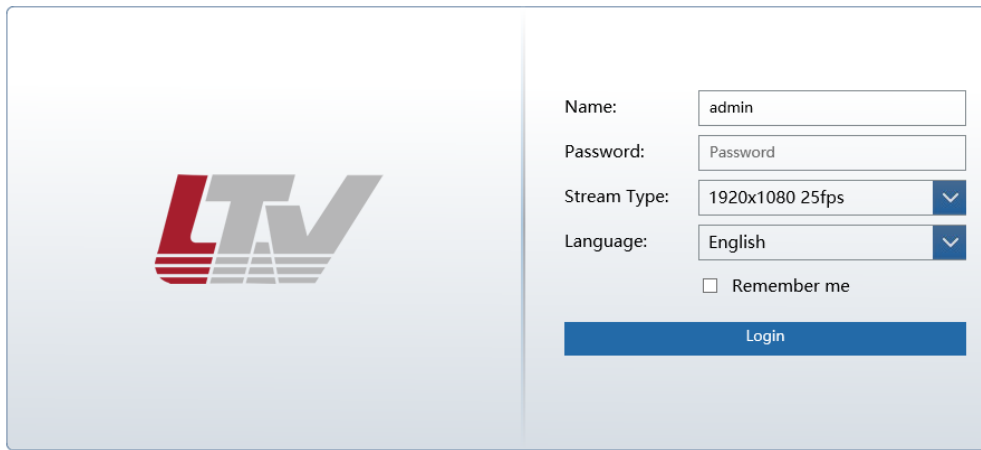 LTV
Name: admin
Password: Password
Stream Type: 1920x1080 25fps
Language: English
Remember me
Login